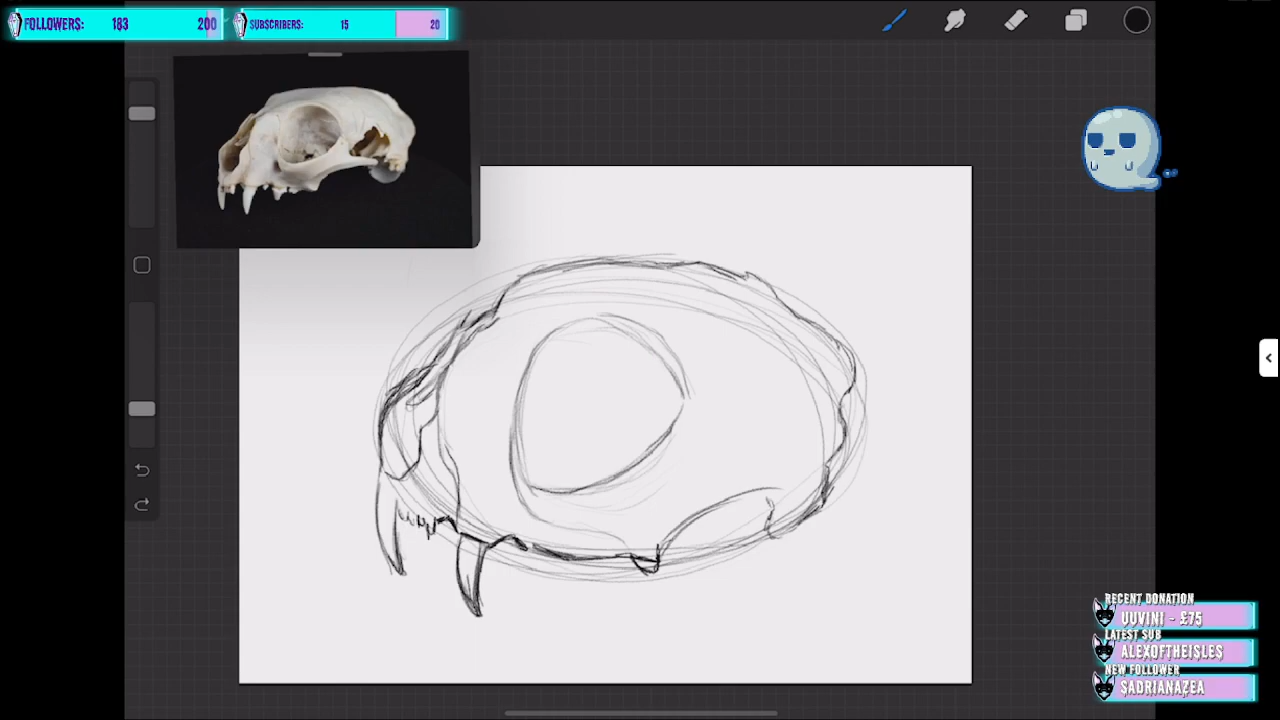 FOLLOWERS: 183 200
SUBSCRIBERS: 15 20
RECENT DONATION
UUVINI - £75
LATEST SUB
ALEXOFTHEISLES
NEW FOLLOWER
SADRIANAZEA